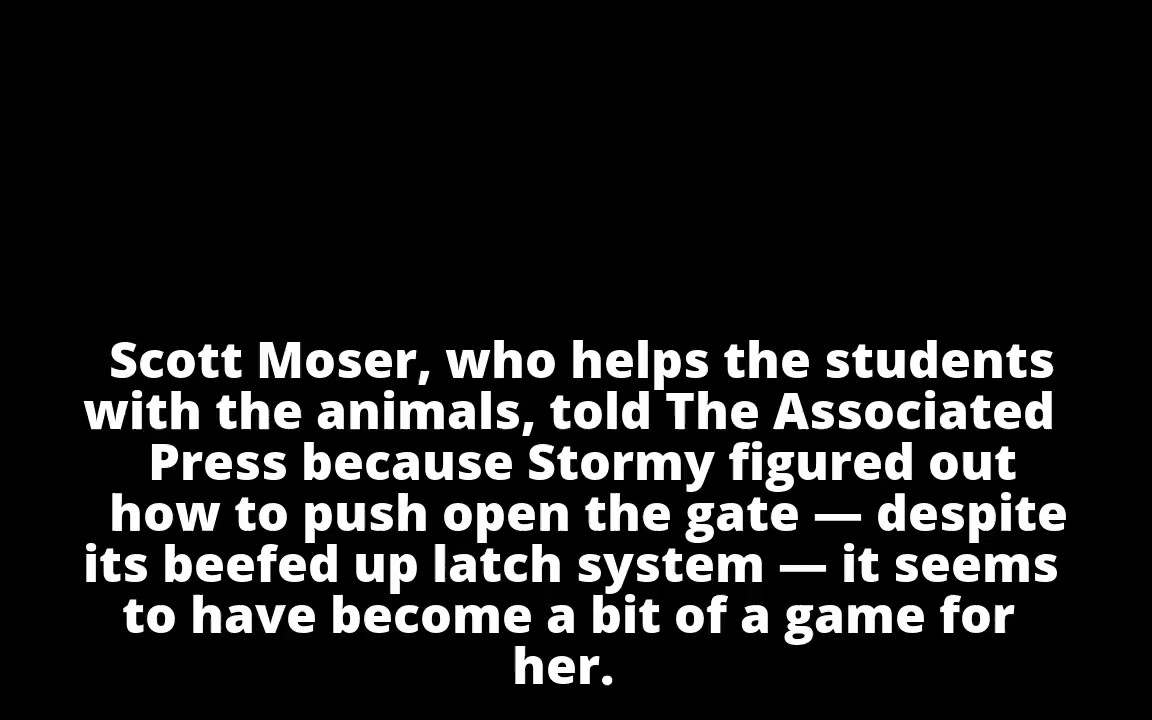 Scott Moser, who helps the students
with the animals, told The Associated
Press because Stormy figured out
how to push open the gate — despite
its beefed up latch system — it seems
to have become a bit of a game for
her.